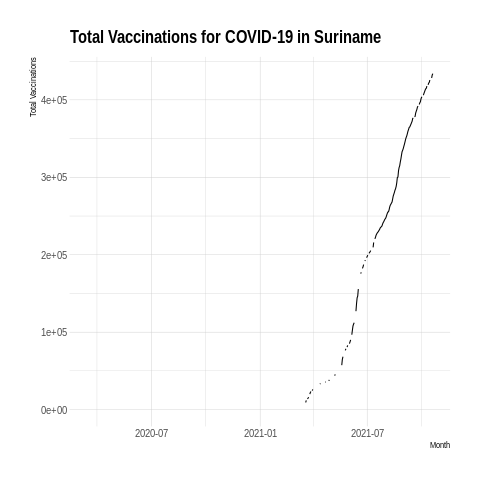 Total Vaccinations for COVID-19 in Suriname
Total Vaccinations
4e+05
3e+05
2e+05
1e+05
0e+00
2020-07
2021-01
2021-07
Month